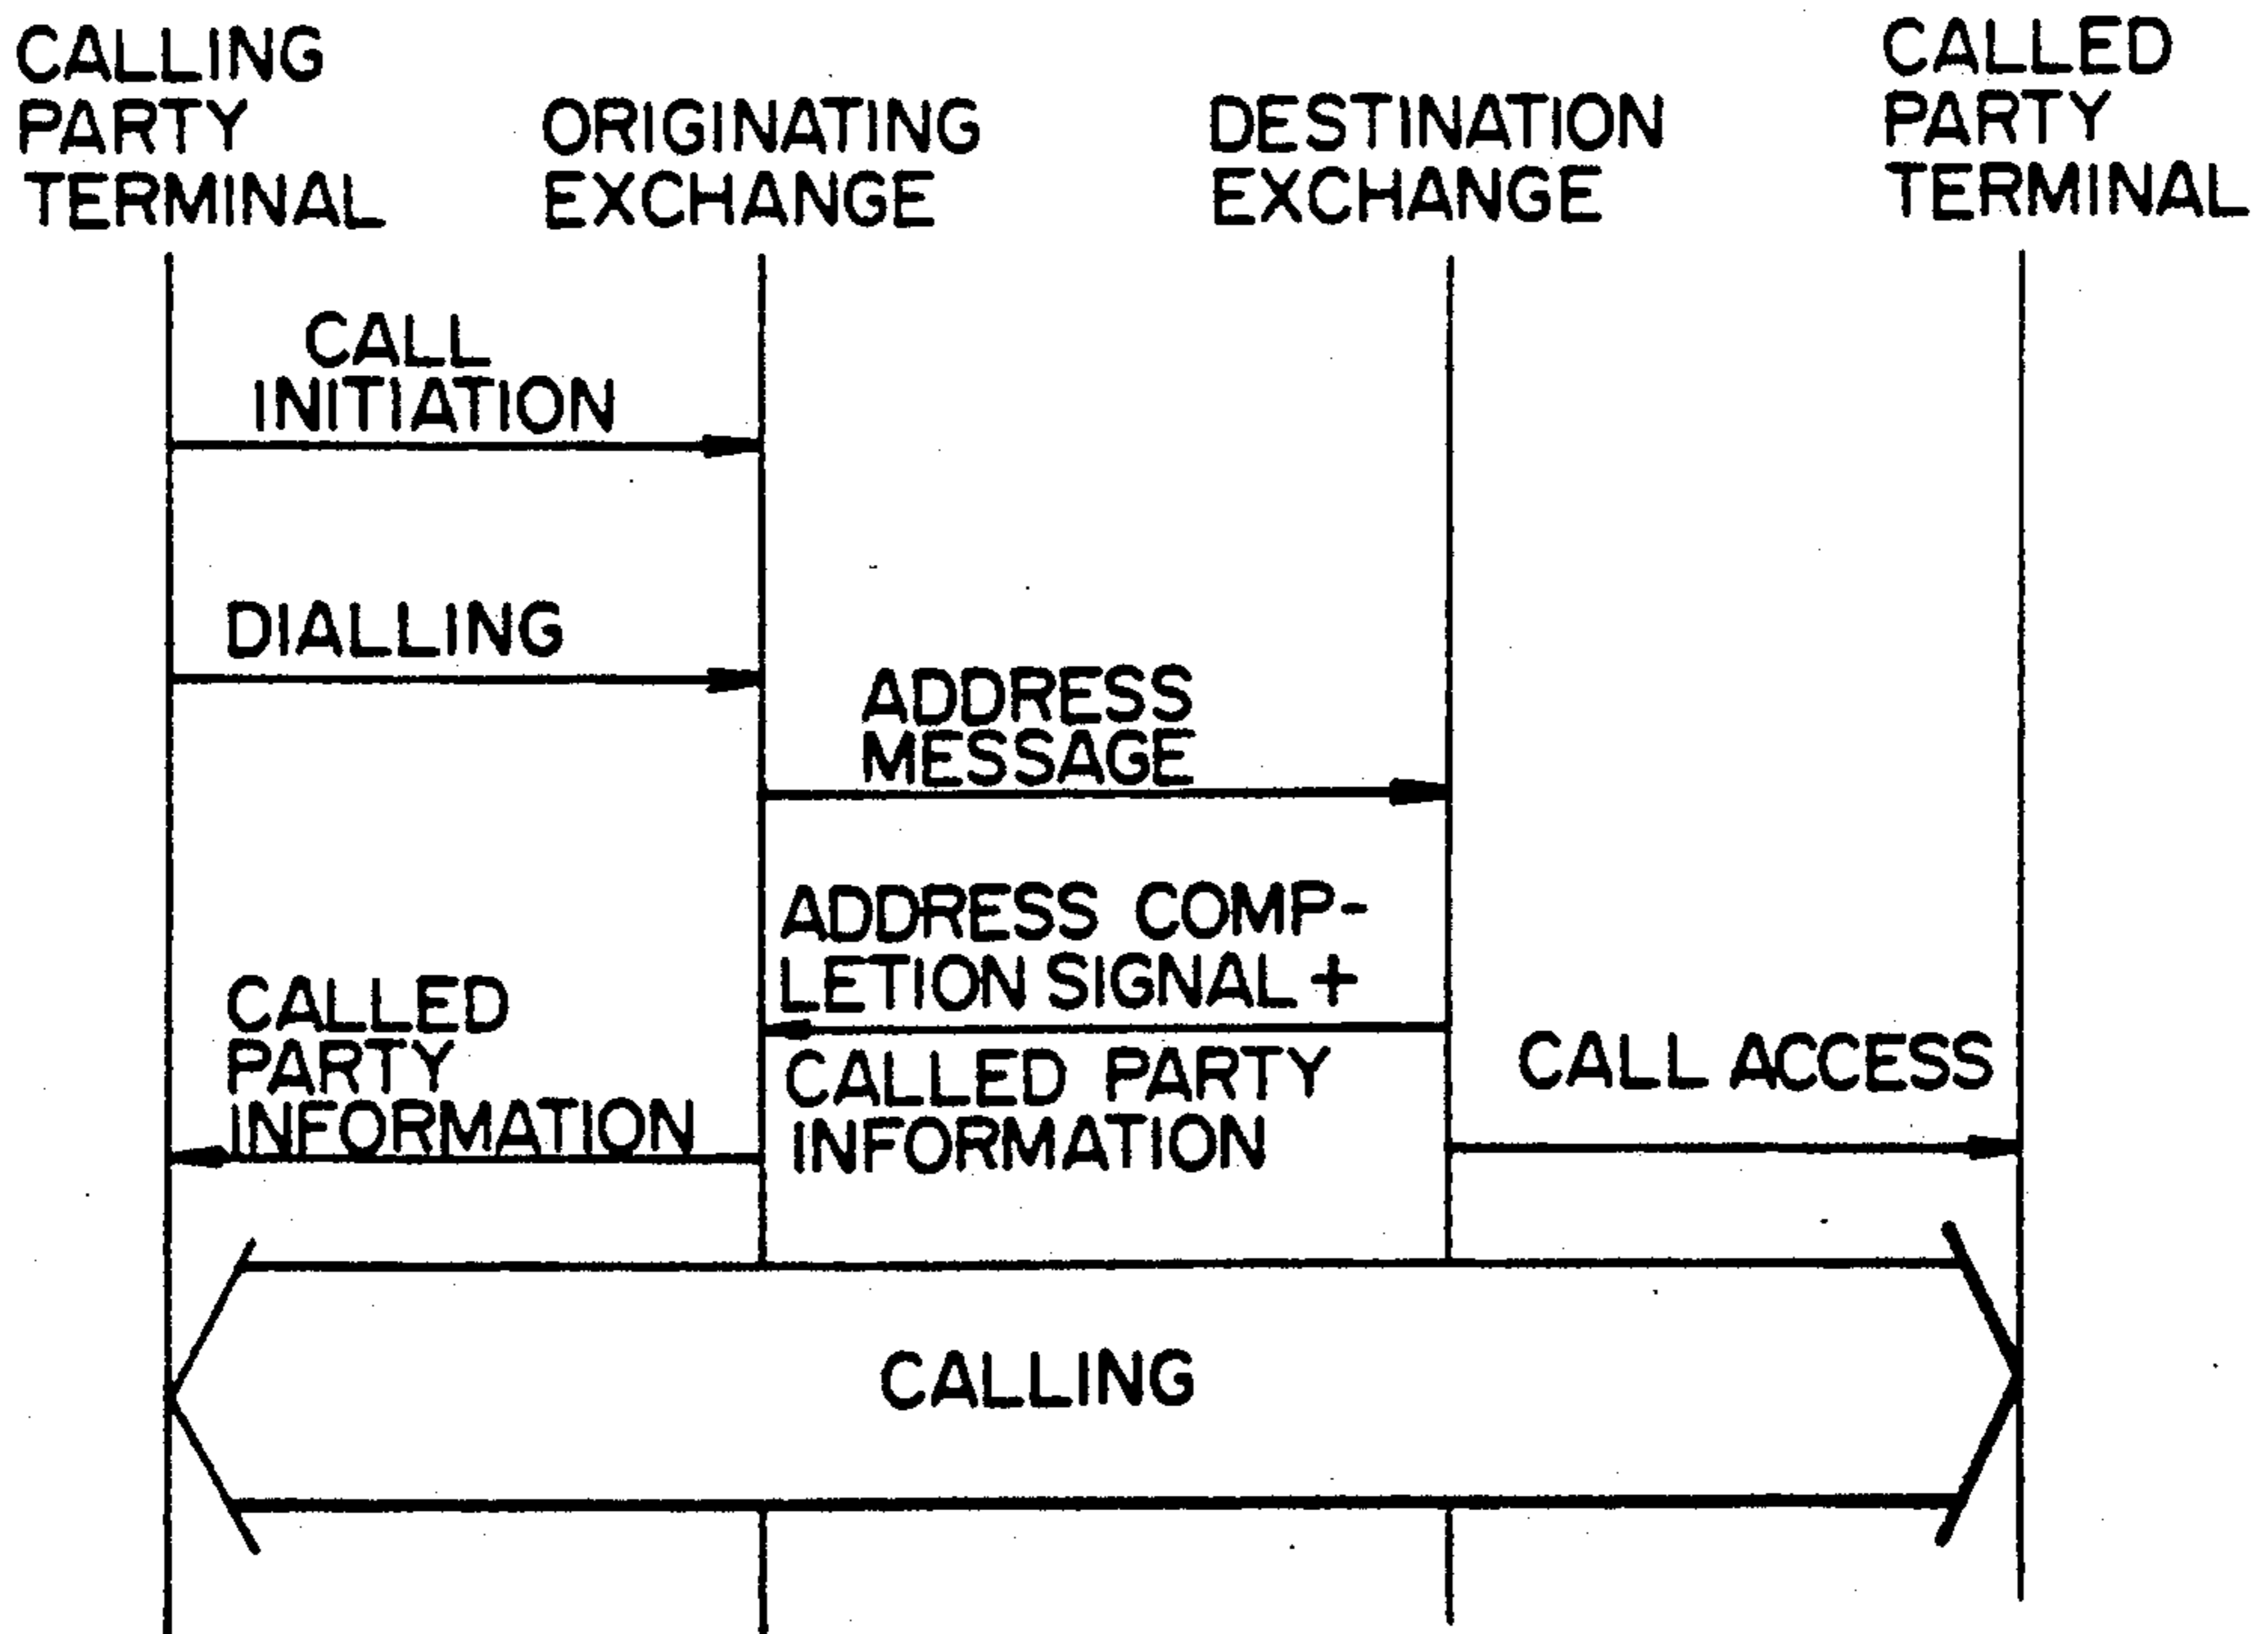 CALLING
PARTY
TERMINAL
ORIGINATING
EXCHANGE
DESTINATION
EXCHANGE
CALLED
PARTY
TERMINAL
CALL
INITIATION
DIALLING
ADDRESS
MESSAGE
ADDRESS COMP-
LETION SIGNAL +
CALLED PARTY
INFORMATION
CALLED
PARTY
INFORMATION
CALL ACCESS
CALLING